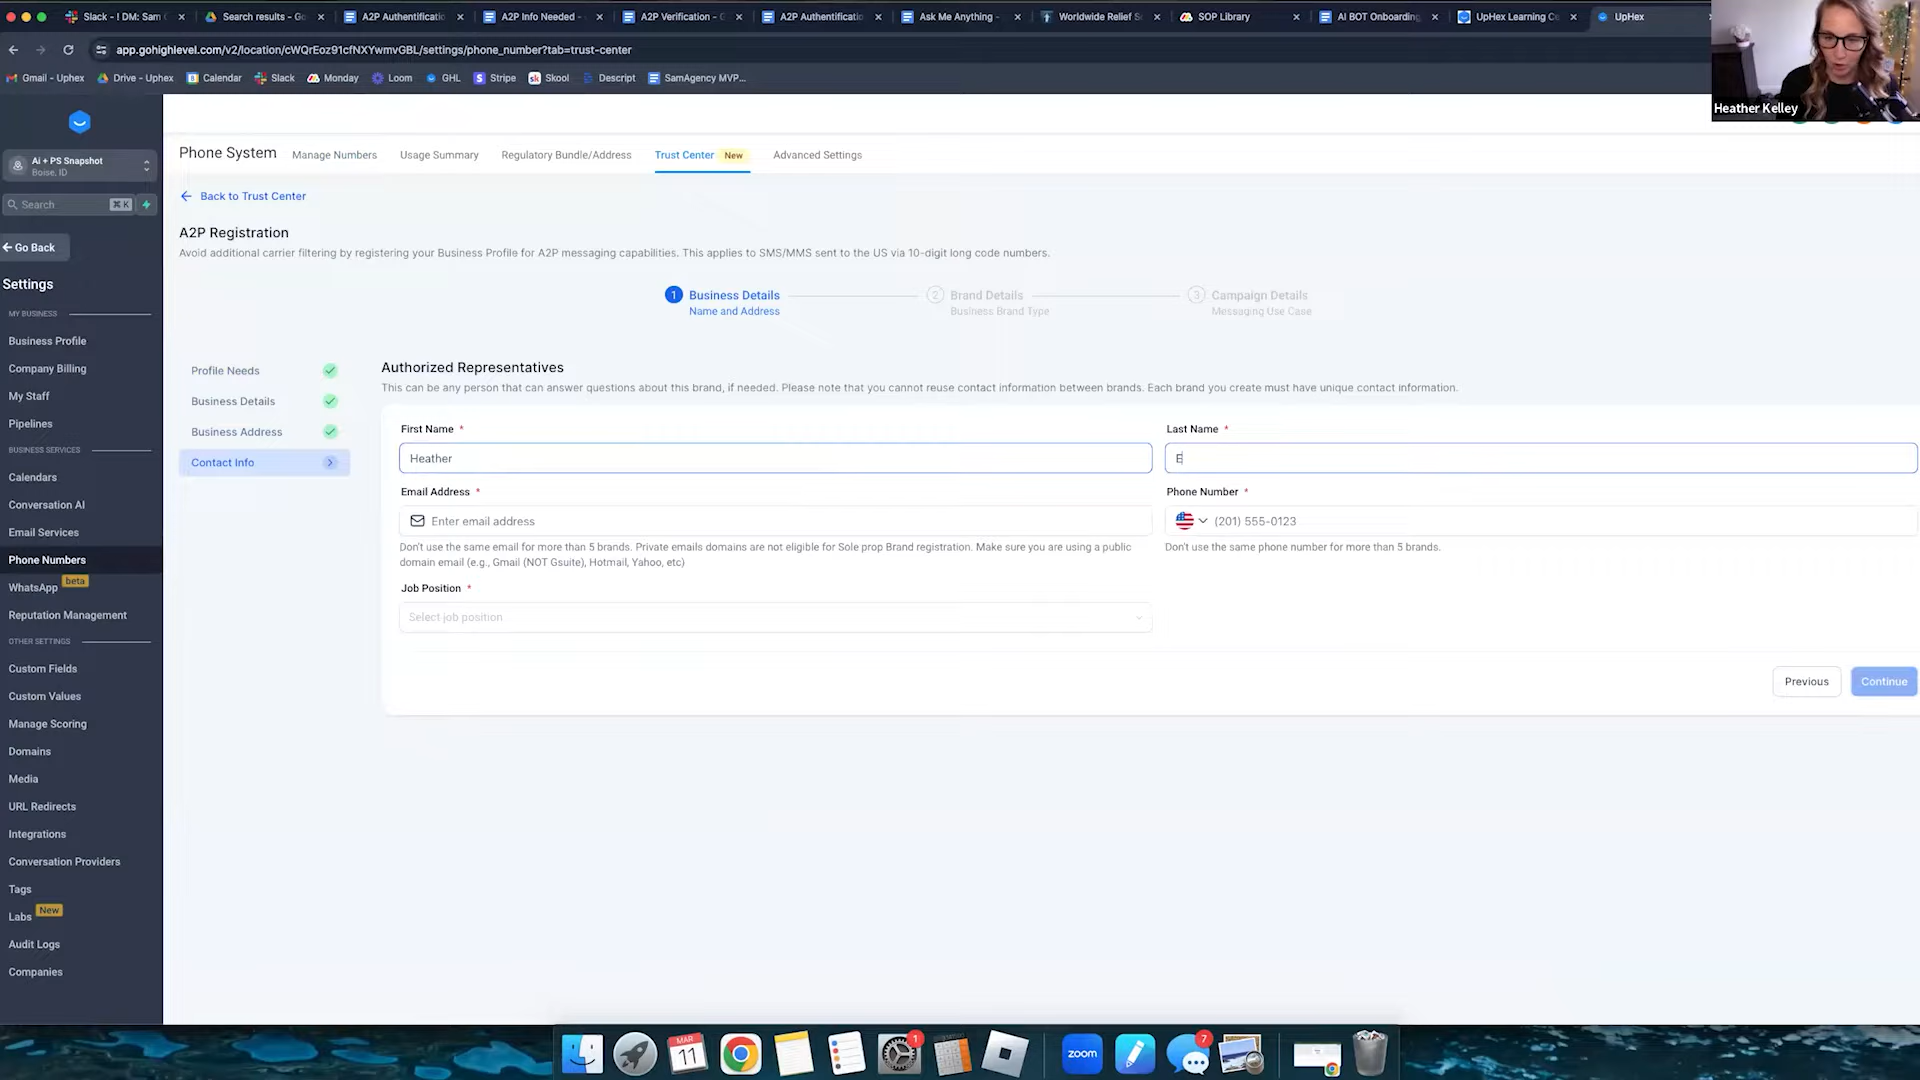 Slack - I DM: Sam
Search results - Go
A2P Authentificatio
A2P Info Needed -
A2P Verification - G
A2P Authentificatio
Ask Me Anything -
Worldwide Relief S
SOP Library
AI BOT Onboarding
UpHex Learning Ce
UpHex
app.gohighlevel.com/v2/location/cWQrEoz91cfNXYwmvGBL/settings/phone_number?tab=trust-center
Gmail - Uphex
Drive - Uphex
Calendar
Slack
Monday
Loom
GHL
Stripe
Skool
Descript
SamAgency MVP...
Heather Kelley
Ai + PS Snapshot
Boise, ID
Search
⌘ K
Go Back
Settings
MY BUSINESS
Business Profile
Company Billing
My Staff
Pipelines
BUSINESS SERVICES
Calendars
Conversation AI
Email Services
Phone Numbers
WhatsApp beta
Reputation Management
OTHER SETTINGS
Custom Fields
Custom Values
Manage Scoring
Domains
Media
URL Redirects
Integrations
Conversation Providers
Tags
Labs New
Audit Logs
Companies
Phone System
Manage Numbers
Usage Summary
Regulatory Bundle/Address
Trust Center New
Advanced Settings
Back to Trust Center
A2P Registration
Avoid additional carrier filtering by registering your Business Profile for A2P messaging capabilities. This applies to SMS/MMS sent to the US via 10-digit long code numbers.
1 Business Details
Name and Address
2 Brand Details
Business Brand Type
3 Campaign Details
Messaging Use Case
Profile Needs
Business Details
Business Address
Contact Info
Authorized Representatives
This can be any person that can answer questions about this brand, if needed. Please note that you cannot reuse contact information between brands. Each brand you create must have unique contact information.
First Name *
Last Name *
Heather
E
Email Address *
Phone Number *
Enter email address
(201) 555-0123
Don't use the same email for more than 5 brands. Private emails domains are not eligible for Sole prop Brand registration. Make sure you are using a public
domain email (e.g., Gmail (NOT Gsuite), Hotmail, Yahoo, etc)
Don't use the same phone number for more than 5 brands.
Job Position *
Select job position
Previous
Continue
MAR
11
1
zoom
7